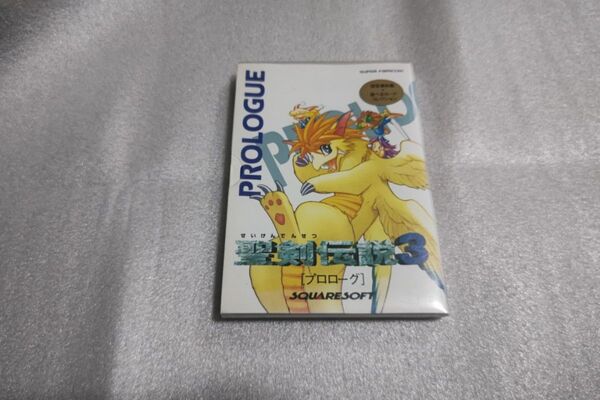 SUPER FAMICOM
PROLOGUE
PROLO
せいけんでんせつ
聖剣伝説3
[プロローグ]
SQUARESOFT